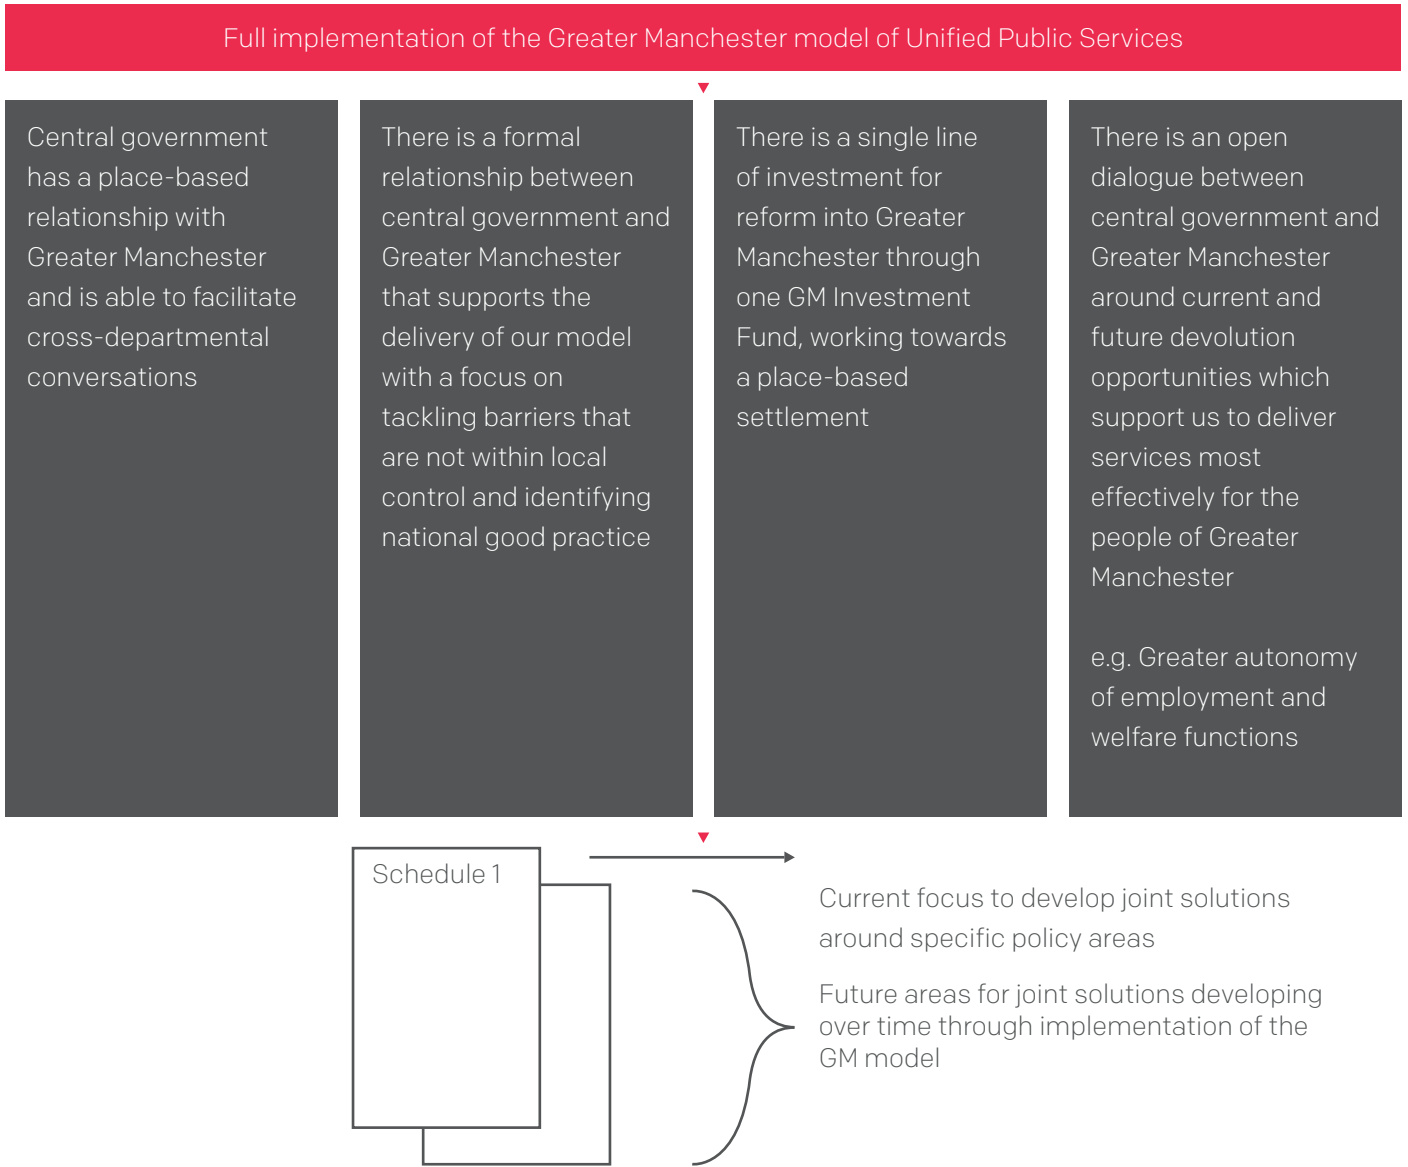 Full implementation of the Greater Manchester model of Unified Public Services
Central government
has a place-based
relationship with
Greater Manchester
and is able to facilitate
cross-departmental
conversations
There is a formal
relationship between
central government and
Greater Manchester
that supports the
delivery of our model
with a focus on
tackling barriers that
are not within local
control and identifying
national good practice
There is a single line
of investment for
reform into Greater
Manchester through
one GM Investment
Fund, working towards
a place-based
settlement
There is an open
dialogue between
central government and
Greater Manchester
around current and
future devolution
opportunities which
support us to deliver
services most
effectively for the
people of Greater
Manchester
e.g. Greater autonomy
of employment and
welfare functions
Schedule 1
Current focus to develop joint solutions
around specific policy areas
Future areas for joint solutions developing
over time through implementation of the
GM model